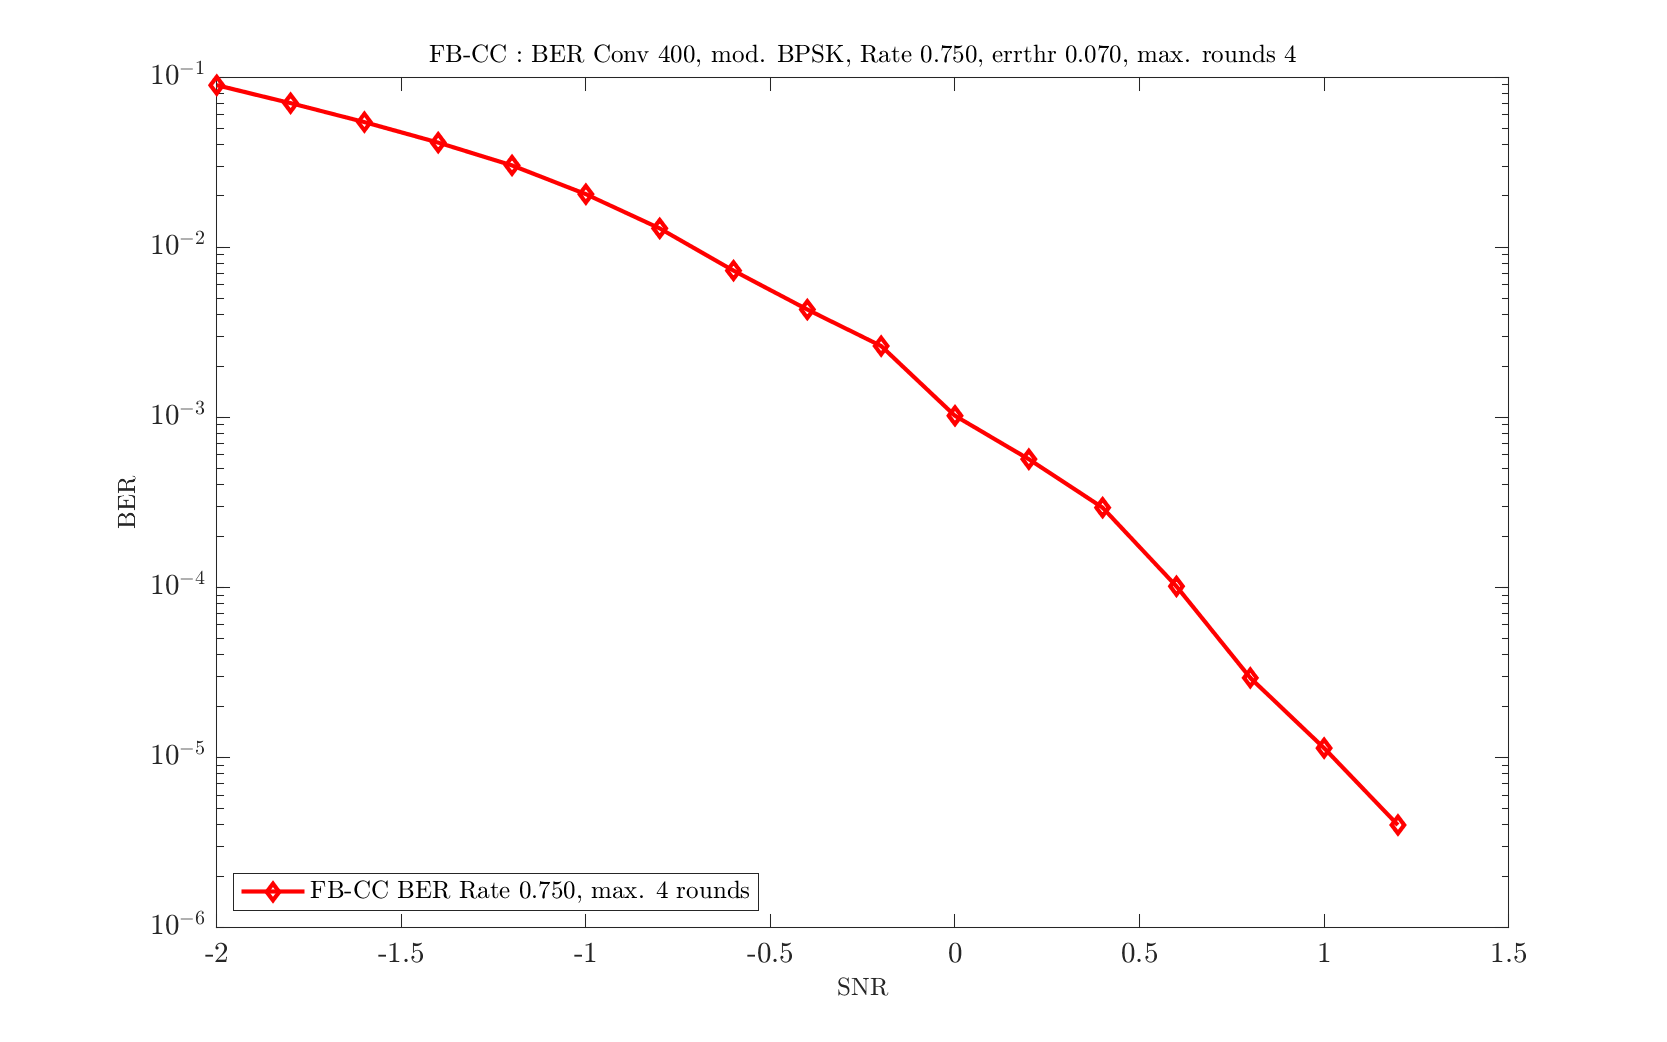 FB-CC : BER Conv 400, mod. BPSK, Rate 0.750, errthr 0.070, max. rounds 4
10⁻¹
10⁻²
10⁻³
BER
10⁻⁴
10⁻⁵
FB-CC BER Rate 0.750, max. 4 rounds
10⁻⁶
-2 -1.5 -1 -0.5 0 0.5 1 1.5
SNR